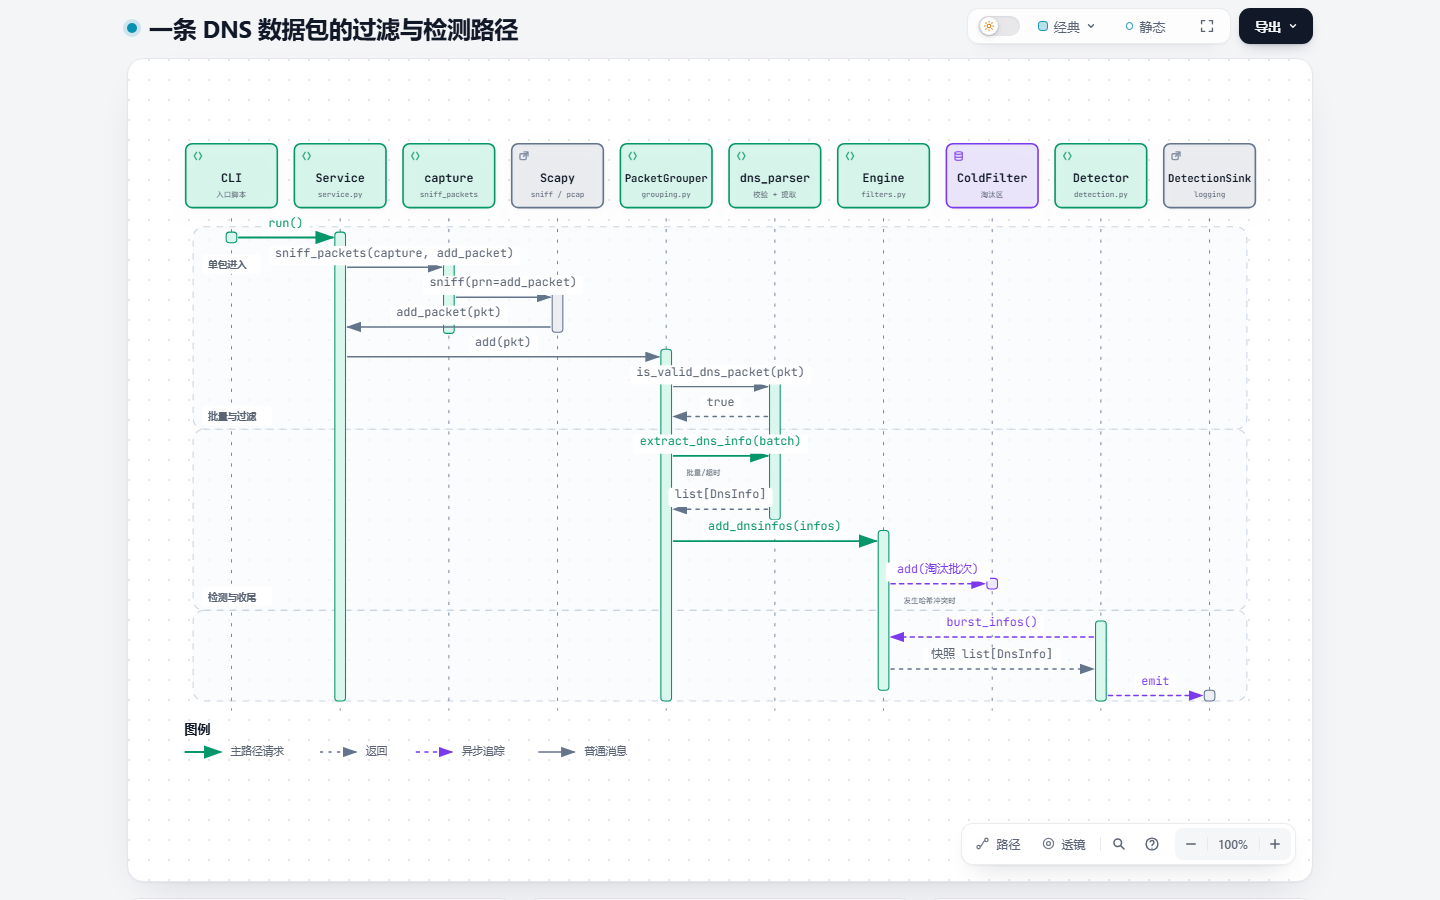 一条 DNS 数据包的过滤与检测路径
经典
静态
导出
CLI
入口脚本
Service
service.py
capture
sniff_packets
Scapy
sniff / pcap
PacketGrouper
grouping.py
dns_parser
校验 + 提取
Engine
filters.py
ColdFilter
淘汰区
Detector
detection.py
DetectionSink
logging
run()
sniff_packets(capture, add_packet)
单包进入
sniff(prn=add_packet)
add_packet(pkt)
add(pkt)
is_valid_dns_packet(pkt)
true
批量与过滤
extract_dns_info(batch)
批量/超时
list[DnsInfo]
add_dnsinfos(infos)
add(淘汰批次)
发生哈希冲突时
检测与收尾
burst_infos()
快照 list[DnsInfo]
emit
图例
主路径请求
返回
异步追踪
普通消息
路径
透镜
100%